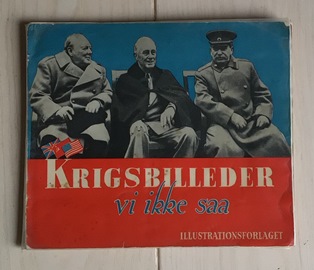 KRIGSBILLEDER
vi ikke saa
ILLUSTRATIONSFORLAGET